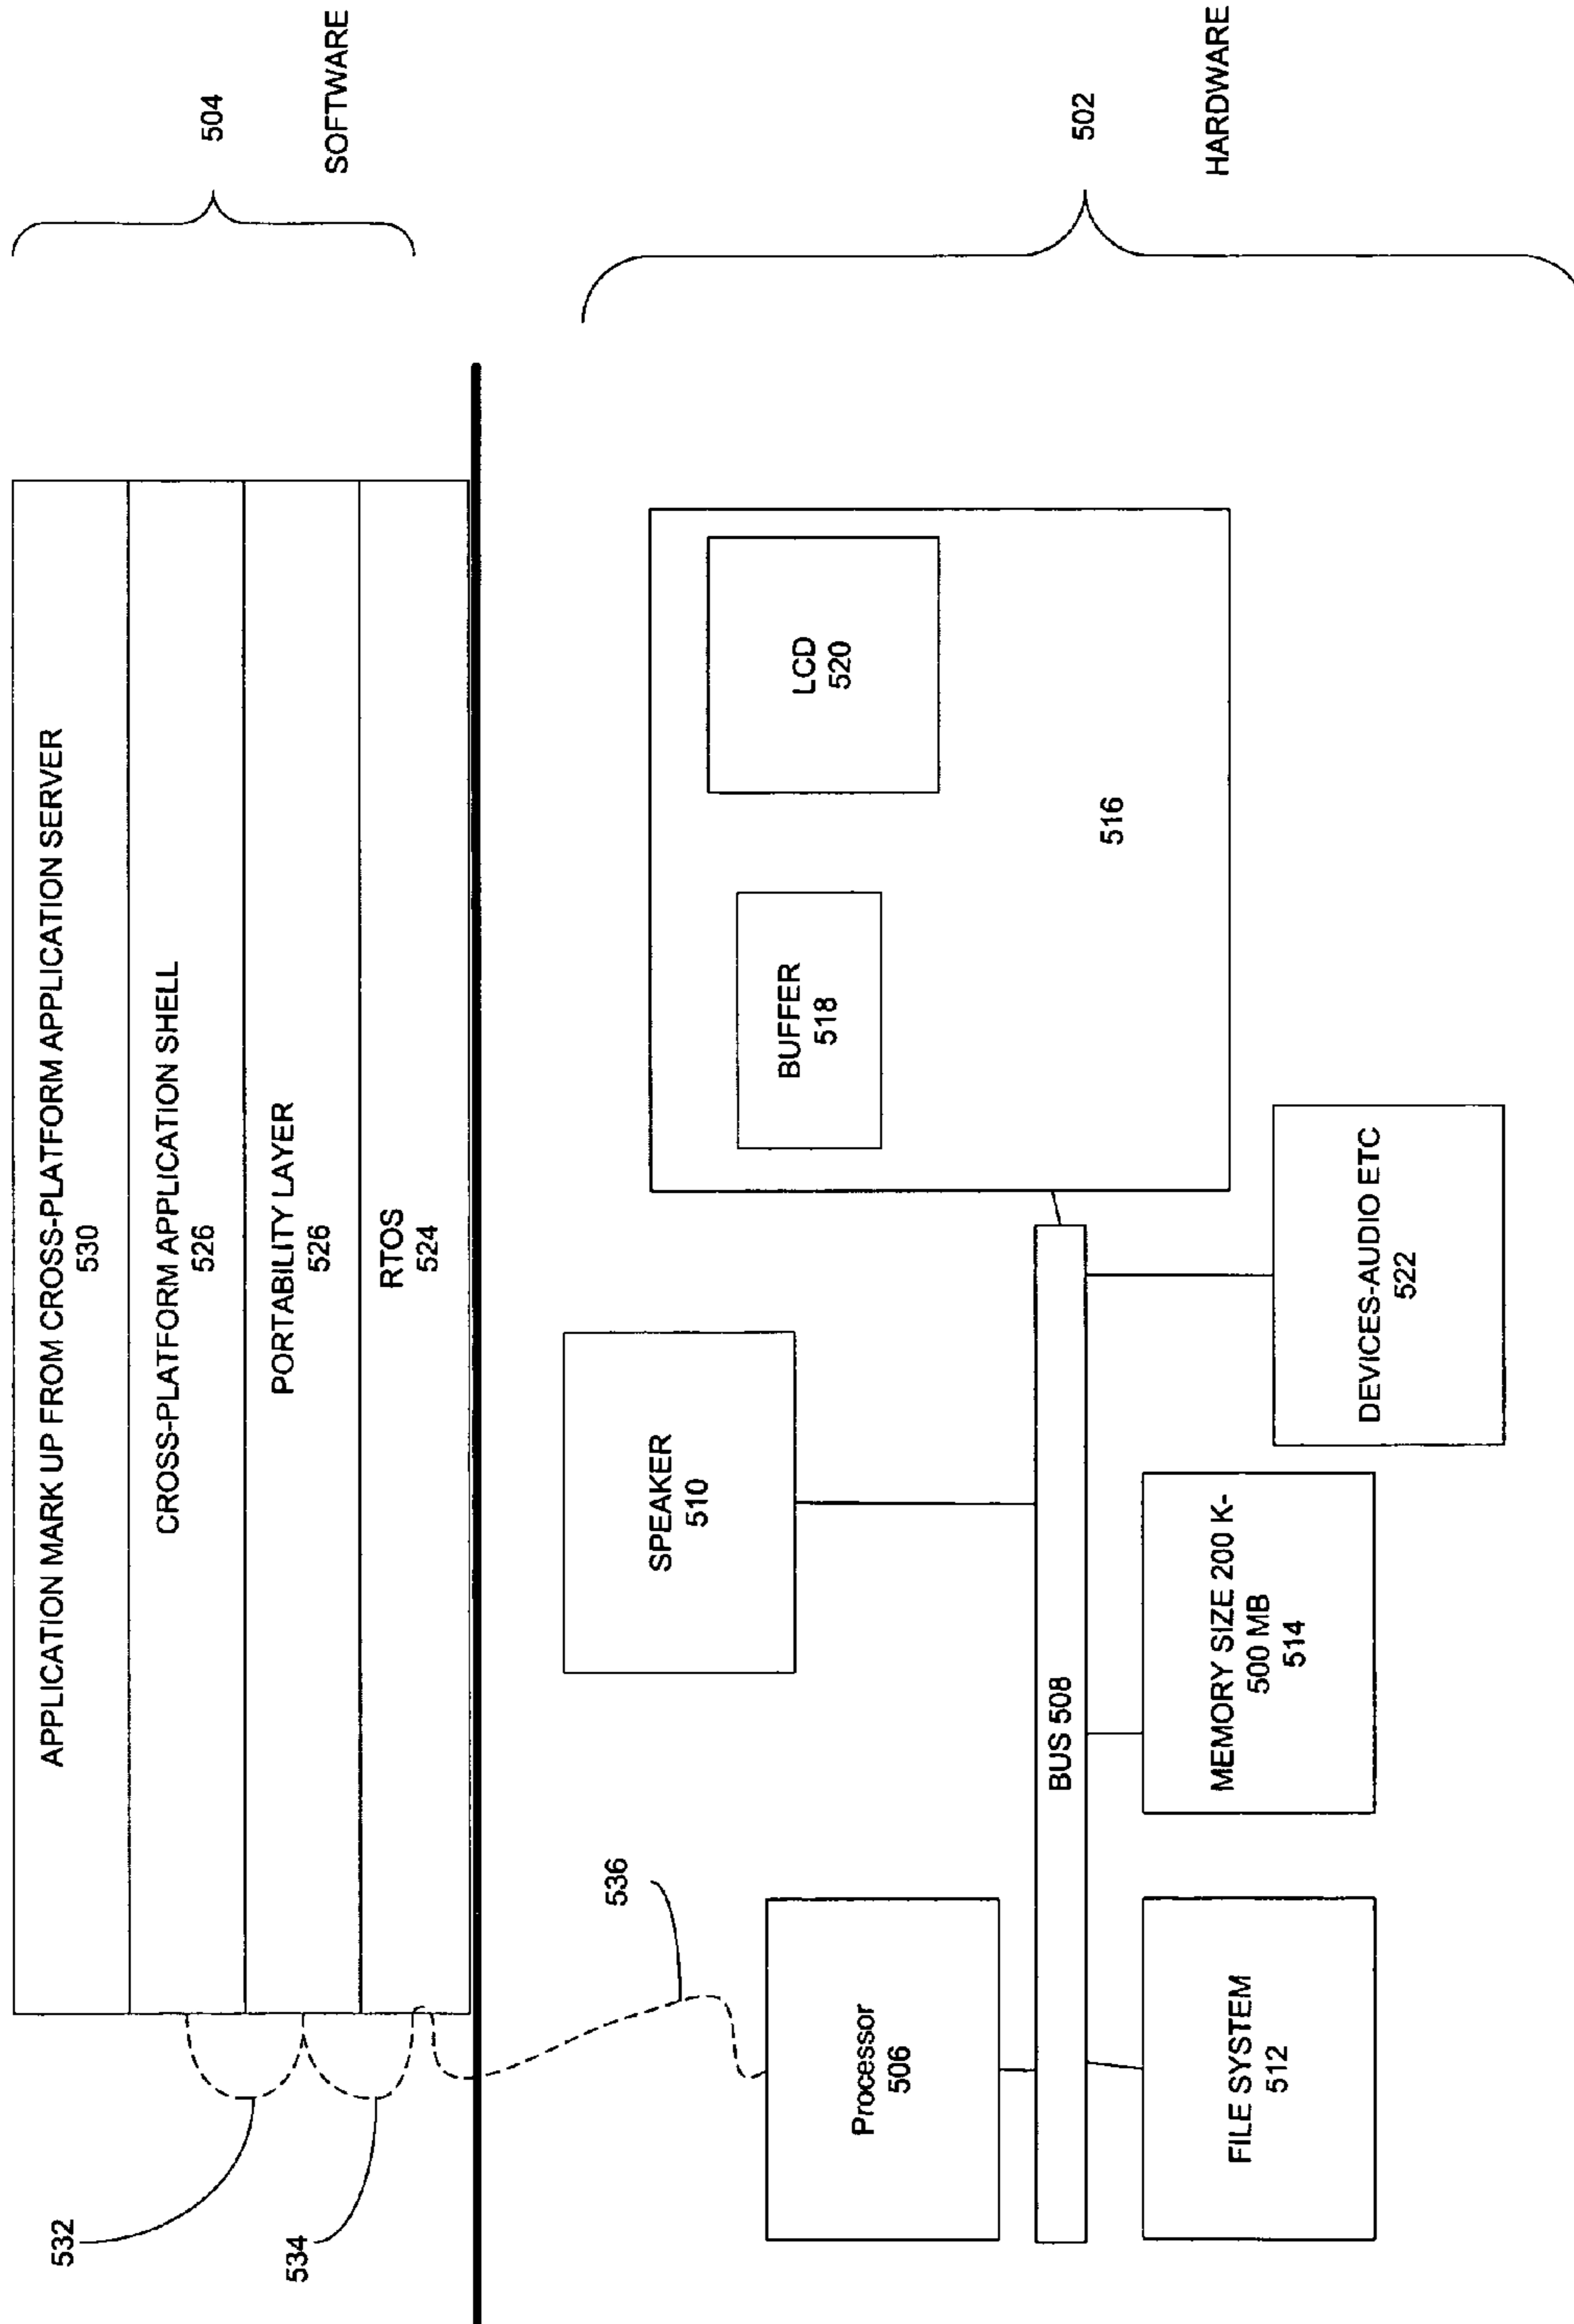 APPLICATION MARK UP FROM CROSS-PLATFORM APPLICATION SERVER
530
CROSS-PLATFORM APPLICATION SHELL
526
PORTABILITY LAYER
526
RTOS
524
504
SOFTWARE
532
534
536
SPEAKER
510
Processor
506
BUS 508
FILE SYSTEM
512
MEMORY SIZE 200 K-
500 MB
514
DEVICES-AUDIO ETC
522
BUFFER
518
LCD
520
516
502
HARDWARE